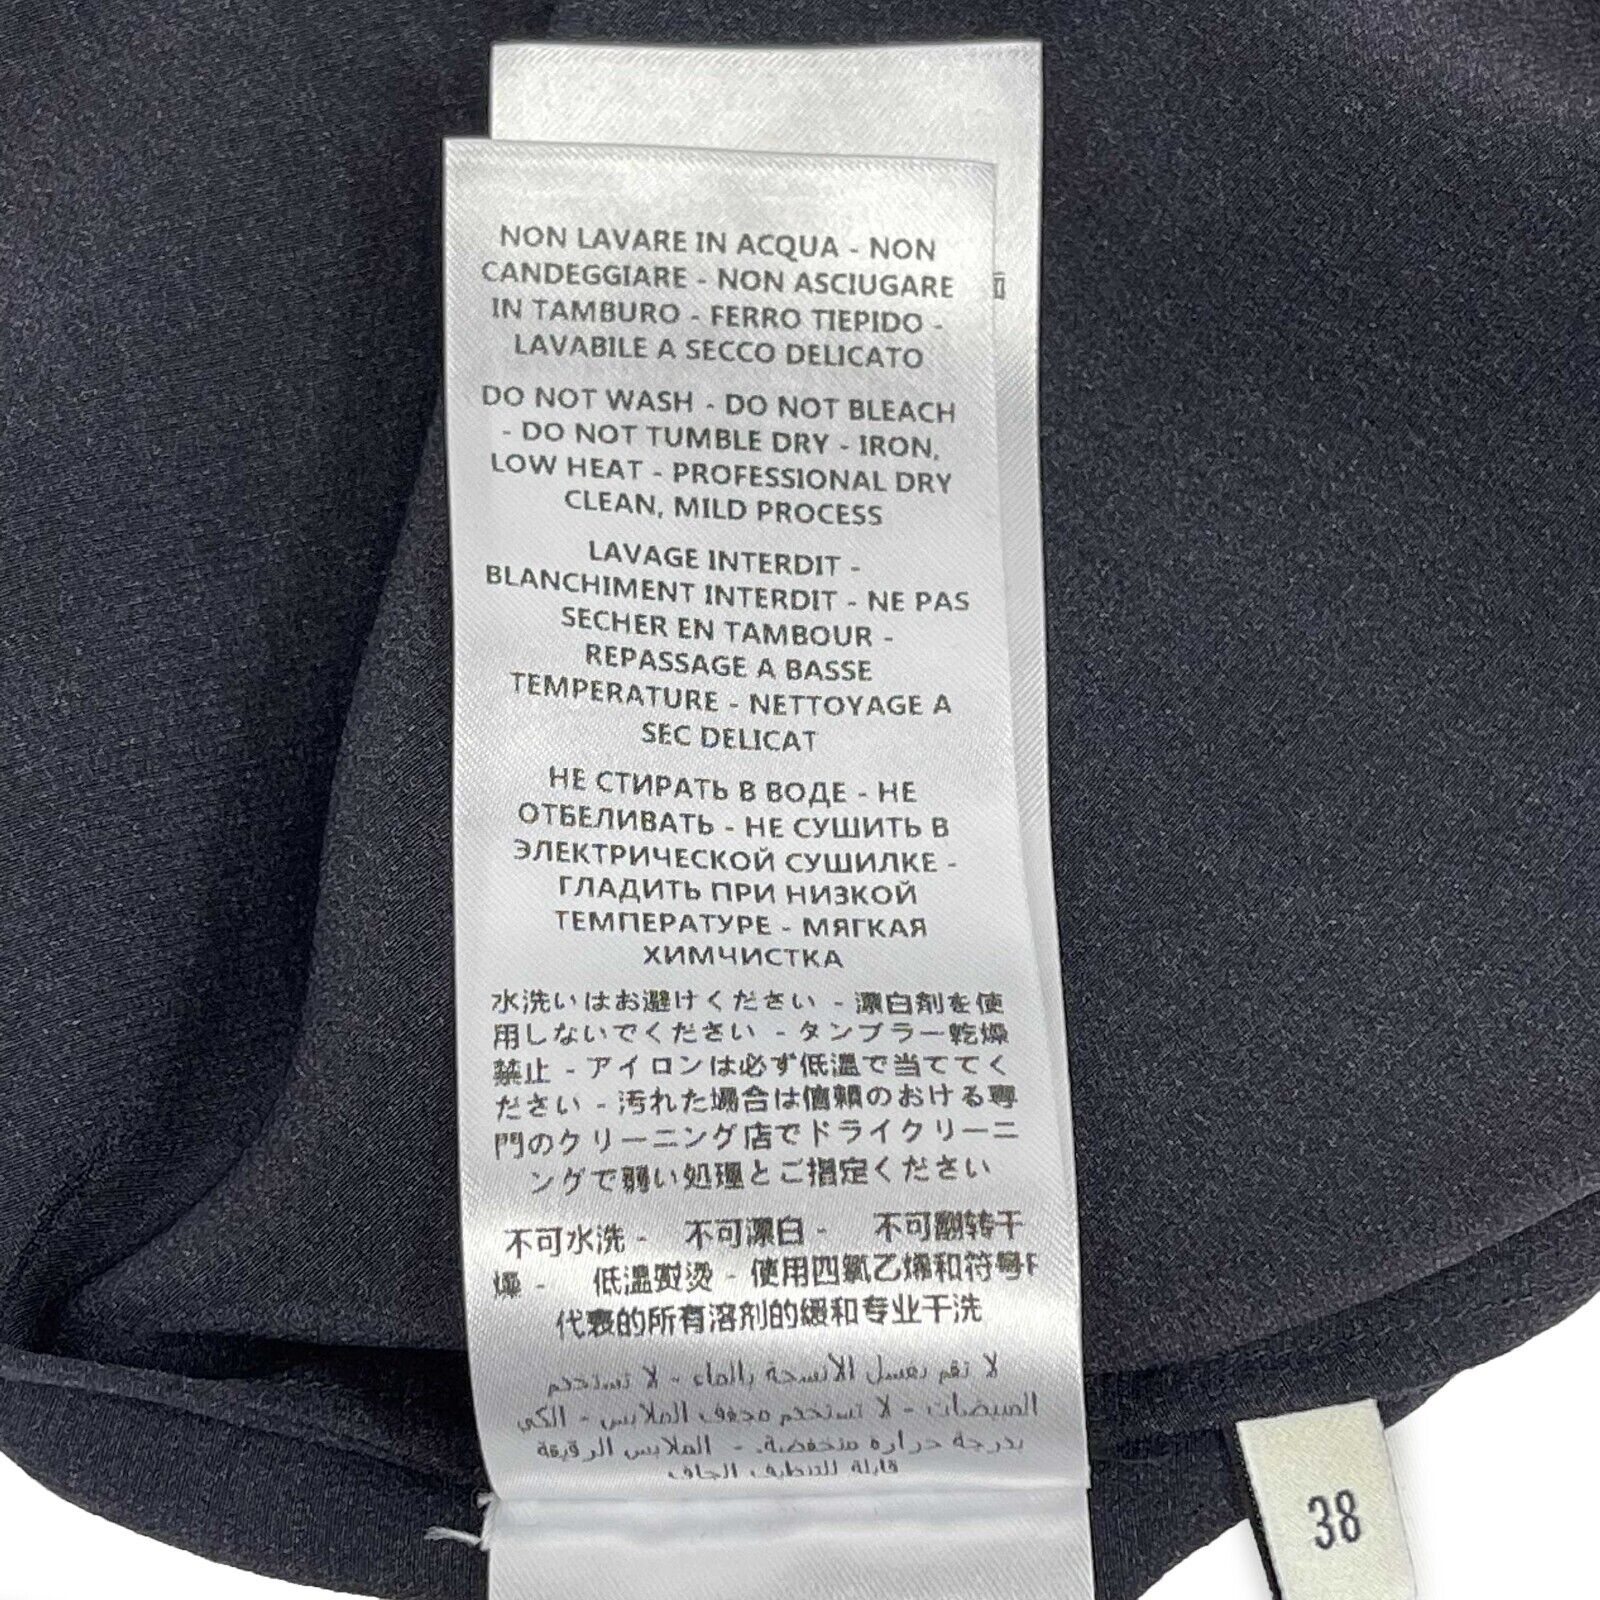 NON LAVARE IN ACQUA - NON
CANDEGGIARE - NON ASCIUGARE
IN TAMBURO - FERRO TIEPIDO -
LAVABILE A SECCO DELICATO
DO NOT WASH - DO NOT BLEACH
- DO NOT TUMBLE DRY - IRON,
LOW HEAT - PROFESSIONAL DRY
CLEAN, MILD PROCESS
LAVAGE INTERDIT -
BLANCHIMENT INTERDIT - NE PAS
SECHER EN TAMBOUR -
REPASSAGE A BASSE
TEMPERATURE - NETTOYAGE A
SEC DELICAT
НЕ СТИРАТЬ В ВОДЕ - НЕ
ОТБЕЛИВАТЬ - НЕ СУШИТЬ В
ЭЛЕКТРИЧЕСКОЙ СУШИЛКЕ -
ГЛАДИТЬ ПРИ НИЗКОЙ
ТЕМПЕРАТУРЕ - МЯГКАЯ
ХИМЧИСТКА
水洗いはお避けください - 漂白剤を使
用しないでください - タンブラー乾燥
禁止 - アイロンは必ず低温で当ててく
ださい - 汚れた場合は信頼のおける専
門のクリーニング店でドライクリーニ
ングで弱い処理とご指定ください
不可水洗 - 不可漂白 - 不可翻转干
燥 - 低温熨烫 - 使用四氯乙烯和符号F
代表的所有溶剂的缓和专业干洗
لا تقم بغسل الانسجة بالماء - لا تستخدم
المبيضات - لا تستخدم مجفف الملابس - الكي
بدرجة حرارة منخفضة. - الملابس الرقيقة
قابلة للتنظيف الجاف
38